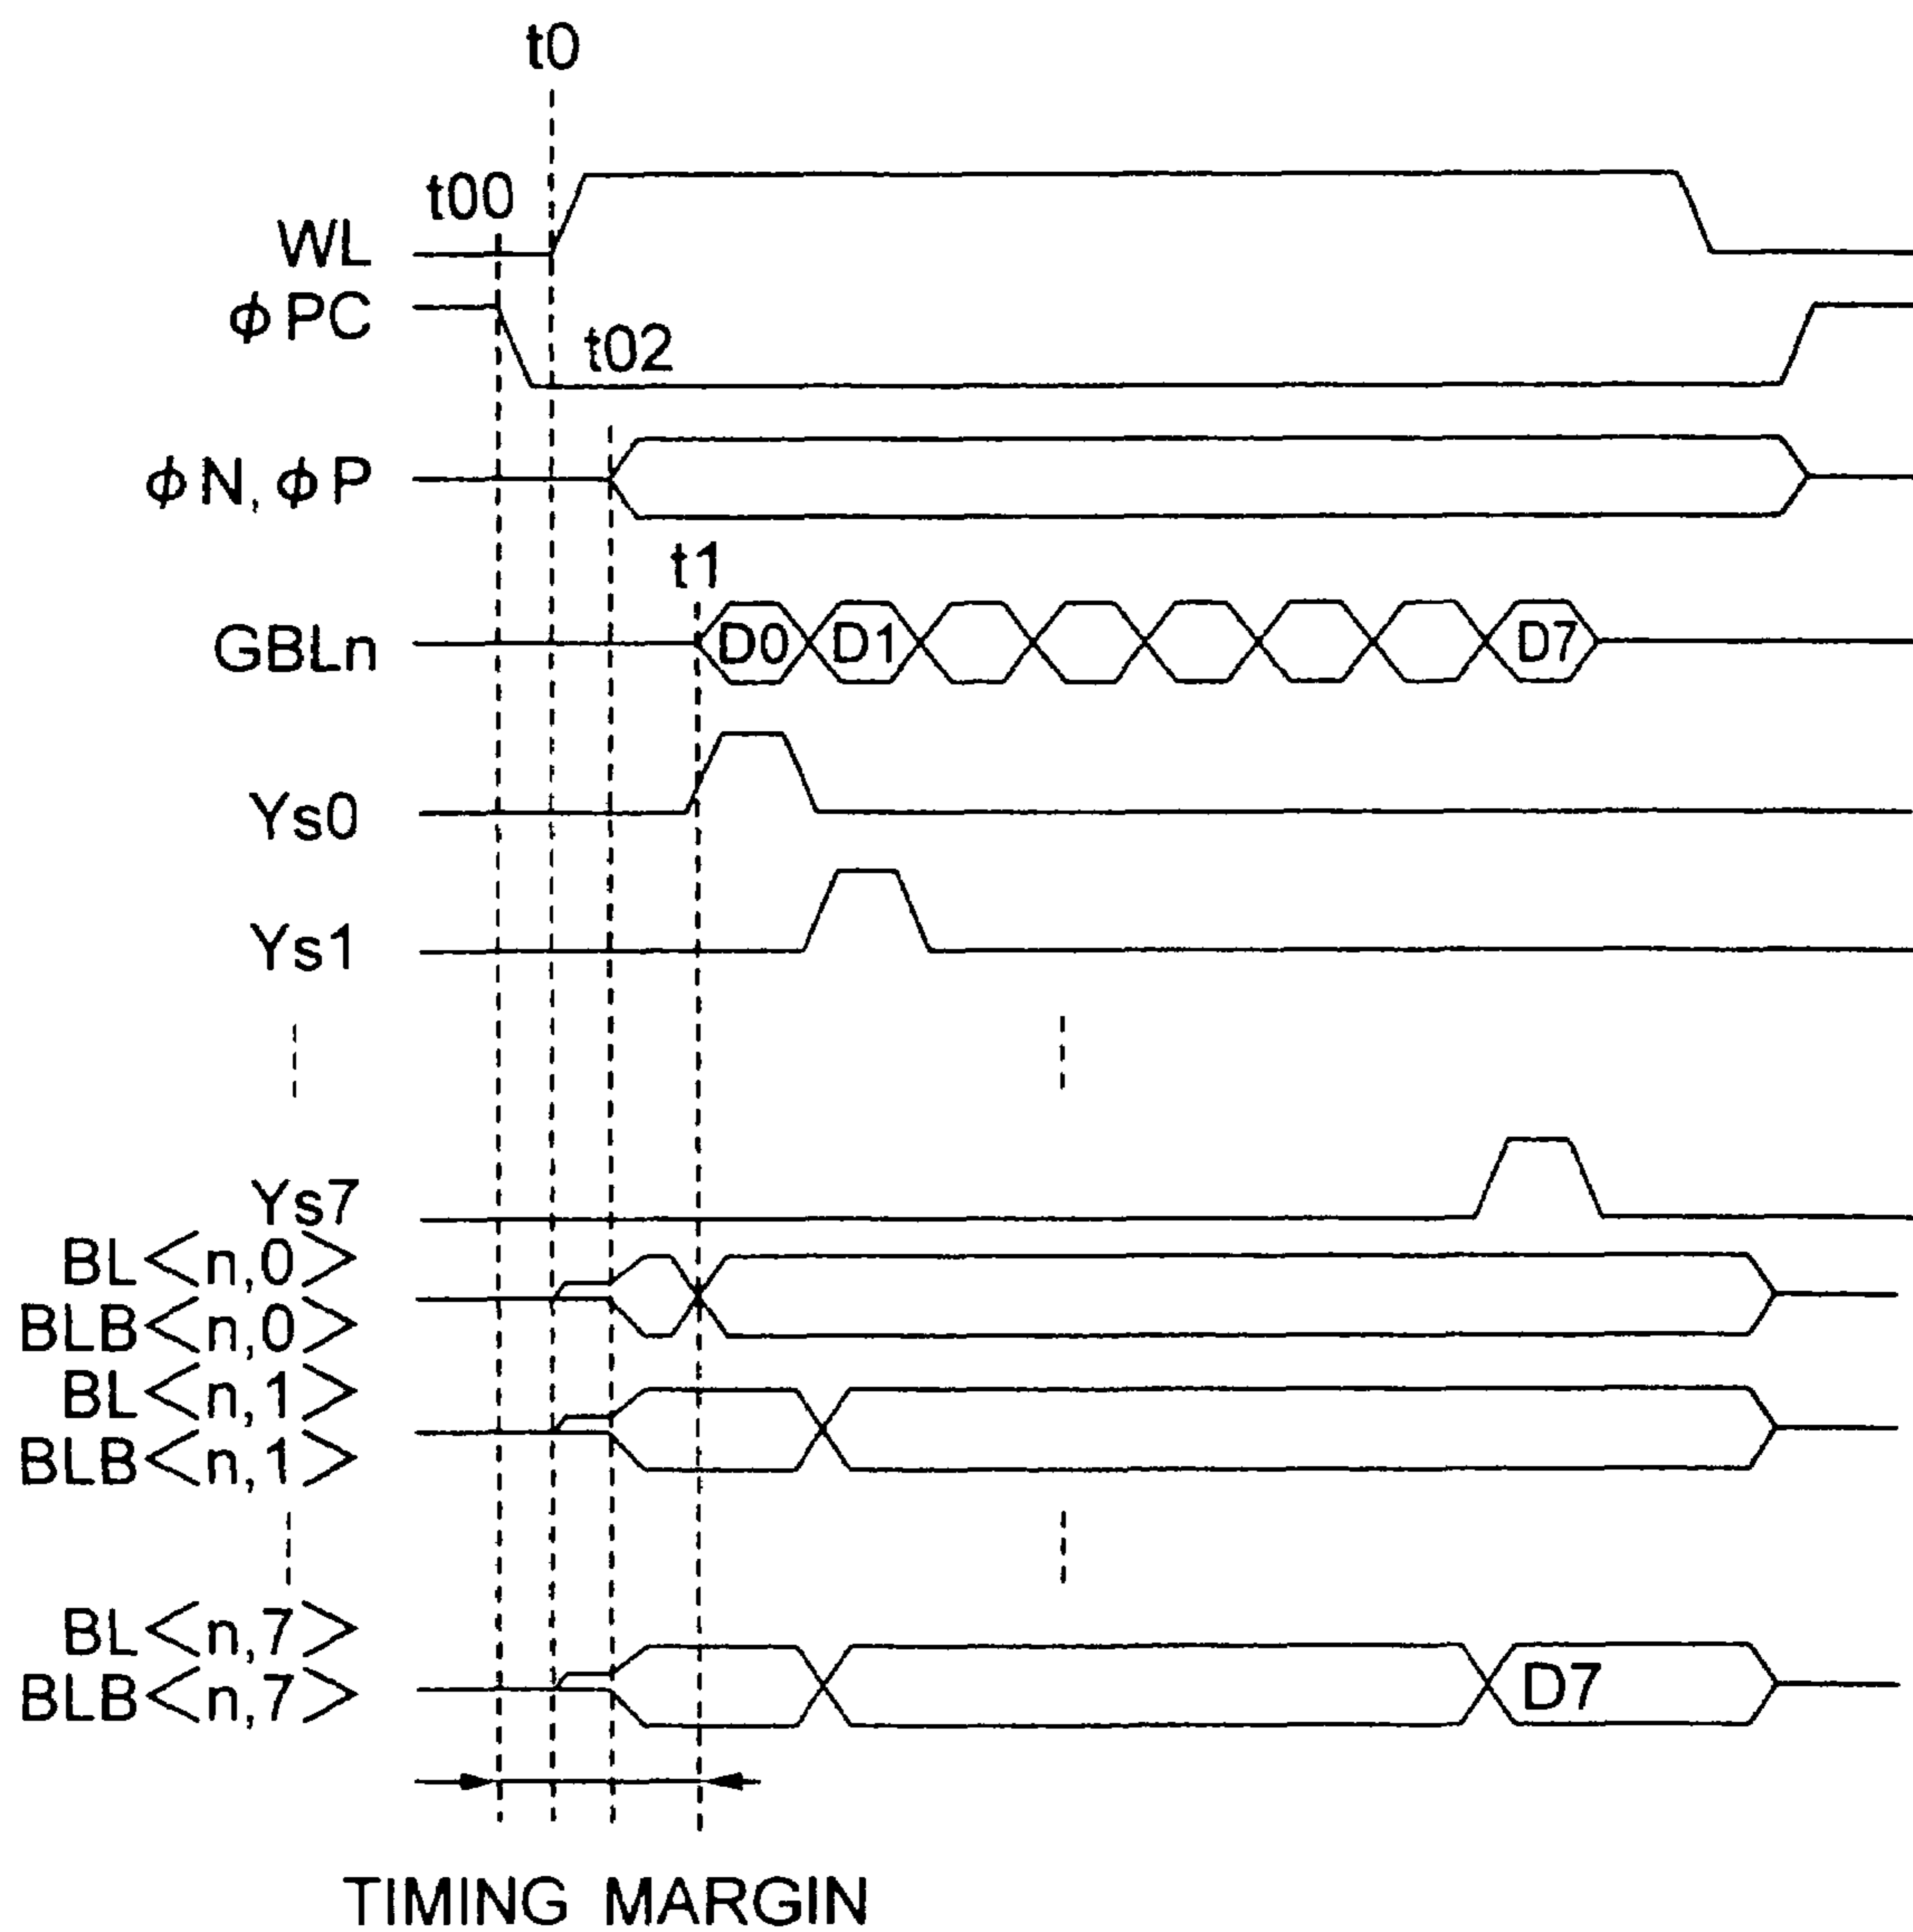 t0
t00
WL
ϕPC
t02
ϕN, ϕP
t1
GBLn
D0 D1 D7
Ys0
Ys1
Ys7
BL<n,0>
BLB<n,0>
BL<n,1>
BLB<n,1>
BL<n,7>
BLB<n,7>
D7
TIMING MARGIN